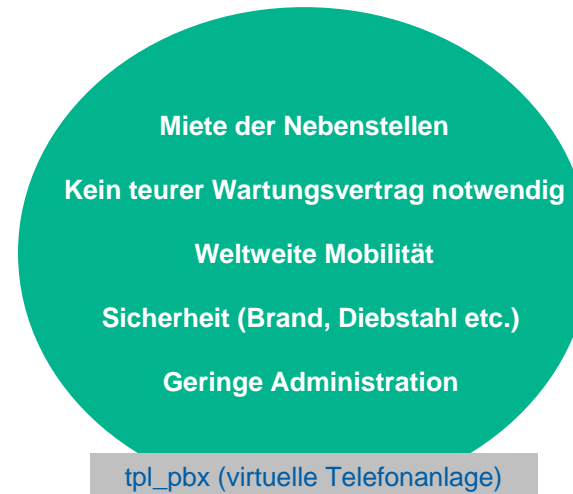 Miete der Nebenstellen
Kein teurer Wartungsvertrag notwendig
Weltweite Mobilität
Sicherheit (Brand, Diebstahl etc.)
Geringe Administration
tpl_pbx (virtuelle Telefonanlage)